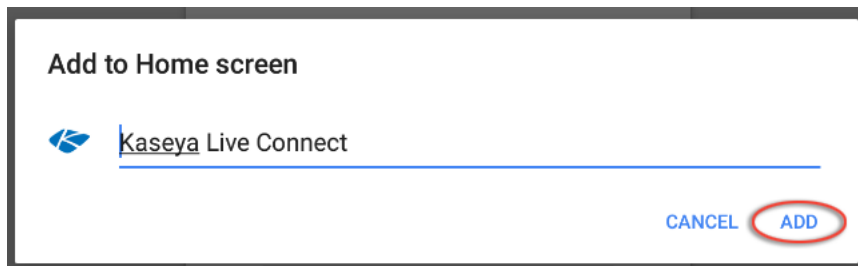 Add to Home screen
Kaseya Live Connect
CANCEL ADD